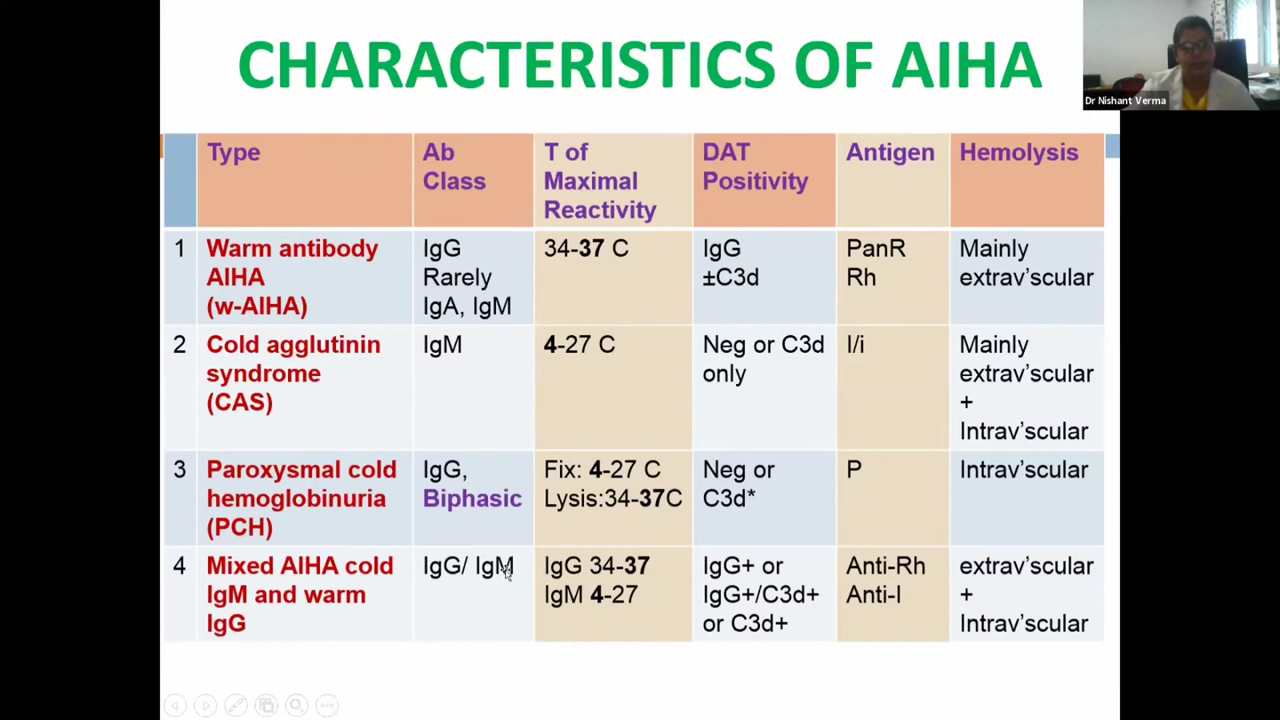 CHARACTERISTICS OF AIHA
Dr Nishant Verma
Type
Ab
Class
T of
Maximal
Reactivity
DAT
Positivity
Antigen
Hemolysis
1
Warm antibody
AIHA
(w-AIHA)
IgG
Rarely
IgA, IgM
34-37 C
IgG
±C3d
PanR
Rh
Mainly
extrav’scular
2
Cold agglutinin
syndrome
(CAS)
IgM
4-27 C
Neg or C3d
only
I/i
Mainly
extrav’scular
+
Intrav’scular
3
Paroxysmal cold
hemoglobinuria
(PCH)
IgG,
Biphasic
Fix: 4-27 C
Lysis:34-37C
Neg or
C3d*
P
Intrav’scular
4
Mixed AIHA cold
IgM and warm
IgG
IgG/ IgM
IgG 34-37
IgM 4-27
IgG+ or
IgG+/C3d+
or C3d+
Anti-Rh
Anti-I
extrav’scular
+
Intrav’scular